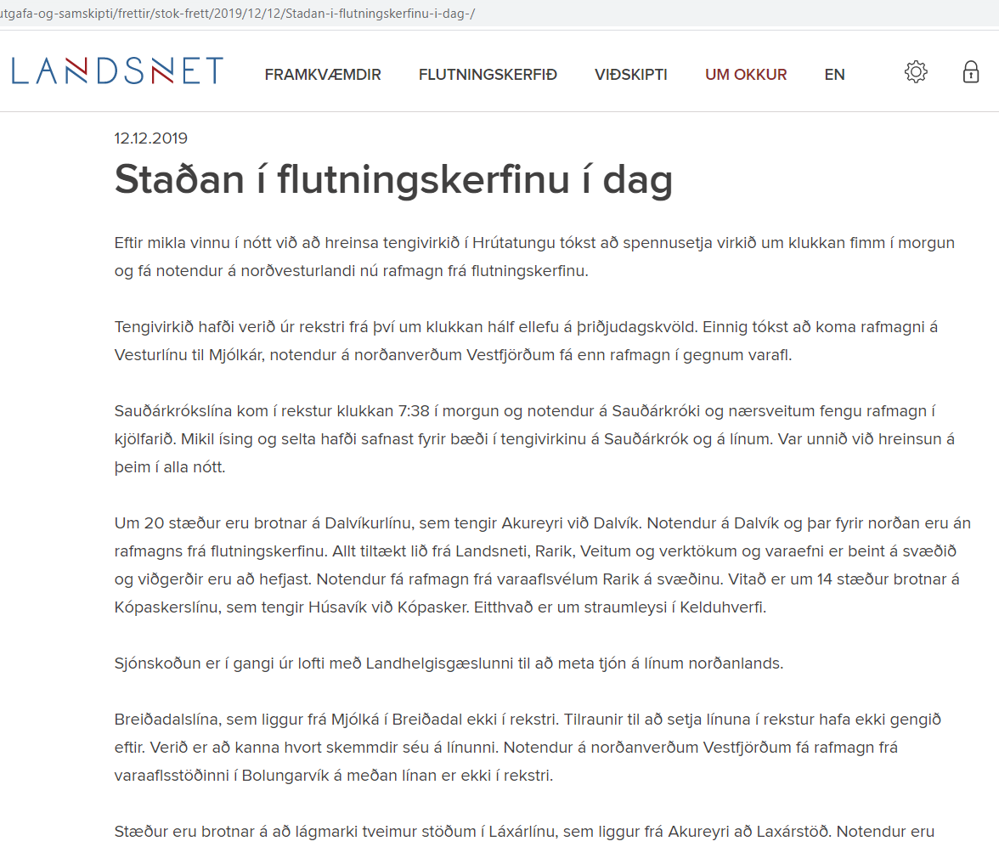 utgafa-og-samskipti/frettir/stok-frett/2019/12/12/Stadan-i-flutningskerfinu-i-dag-/
LANDSNET FRAMKVÆMDIR FLUTNINGSKERFIÐ VIÐSKIPTI UM OKKUR EN
12.12.2019
Staðan í flutningskerfinu í dag
Eftir mikla vinnu í nótt við að hreinsa tengivirkið í Hrútatungu tókst að spennusetja virkið um klukkan fimm í morgun
og fá notendur á norðvesturlandi nú rafmagn frá flutningskerfinu.
Tengivirkið hafði verið úr rekstri frá því um klukkan hálf ellefu á þriðjudagskvöld. Einnig tókst að koma rafmagni á
Vesturlínu til Mjólkár, notendur á norðanverðum Vestfjörðum fá enn rafmagn í gegnum varafl.
Sauðárkrókslína kom í rekstur klukkan 7:38 í morgun og notendur á Sauðárkróki og nærsveitum fengu rafmagn í
kjölfarið. Mikil ísing og selta hafði safnast fyrir bæði í tengivirkinu á Sauðárkrók og á línum. Var unnið við hreinsun á
þeim í alla nótt.
Um 20 stæður eru brotnar á Dalvíkurlínu, sem tengir Akureyri við Dalvík. Notendur á Dalvík og þar fyrir norðan eru án
rafmagns frá flutningskerfinu. Allt tiltækt lið frá Landsneti, Rarik, Veitum og verktökum og varaefni er beint á svæðið
og viðgerðir eru að hefjast. Notendur fá rafmagn frá varaaflsvélum Rarik á svæðinu. Vitað er um 14 stæður brotnar á
Kópaskerslínu, sem tengir Húsavík við Kópasker. Eitthvað er um straumleysi í Kelduhverfi.
Sjónskoðun er í gangi úr lofti með Landhelgisgæslunni til að meta tjón á línum norðanlands.
Breiðadalslína, sem liggur frá Mjólká í Breiðadal ekki í rekstri. Tilraunir til að setja línuna í rekstur hafa ekki gengið
eftir. Verið er að kanna hvort skemmdir séu á línunni. Notendur á norðanverðum Vestfjörðum fá rafmagn frá
varaaflsstöðinni í Bolungarvík á meðan línan er ekki í rekstri.
Stæður eru brotnar á að lágmarki tveimur stöðum í Láxárlínu, sem liggur frá Akureyri að Laxárstöð. Notendur eru